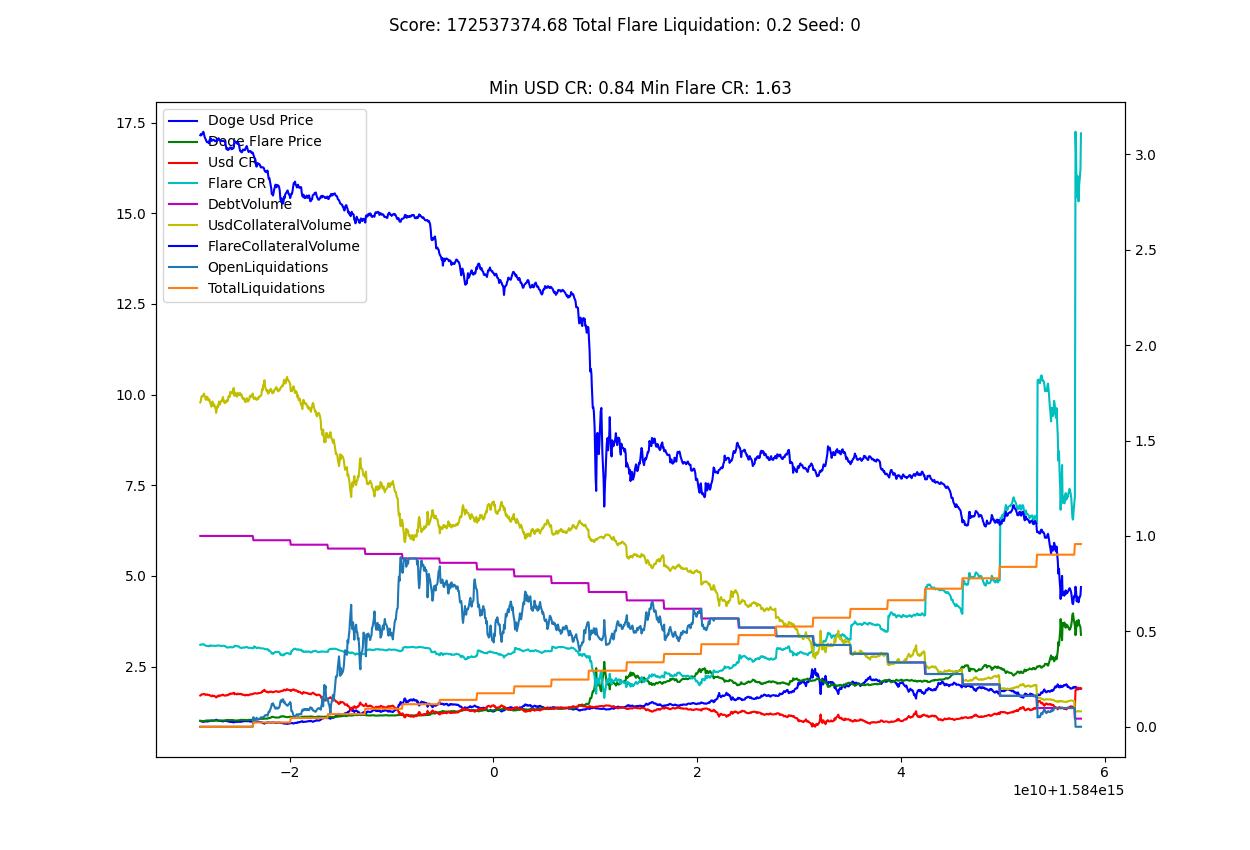 Score: 172537374.68 Total Flare Liquidation: 0.2 Seed: 0
Min USD CR: 0.84 Min Flare CR: 1.63
Doge Usd Price
Doge Flare Price
Usd CR
Flare CR
DebtVolume
UsdCollateralVolume
FlareCollateralVolume
OpenLiquidations
TotalLiquidations
17.5
15.0
12.5
10.0
7.5
5.0
2.5
3.0
2.5
2.0
1.5
1.0
0.5
0.0
−2 0 2 4 6
1e10+1.584e15